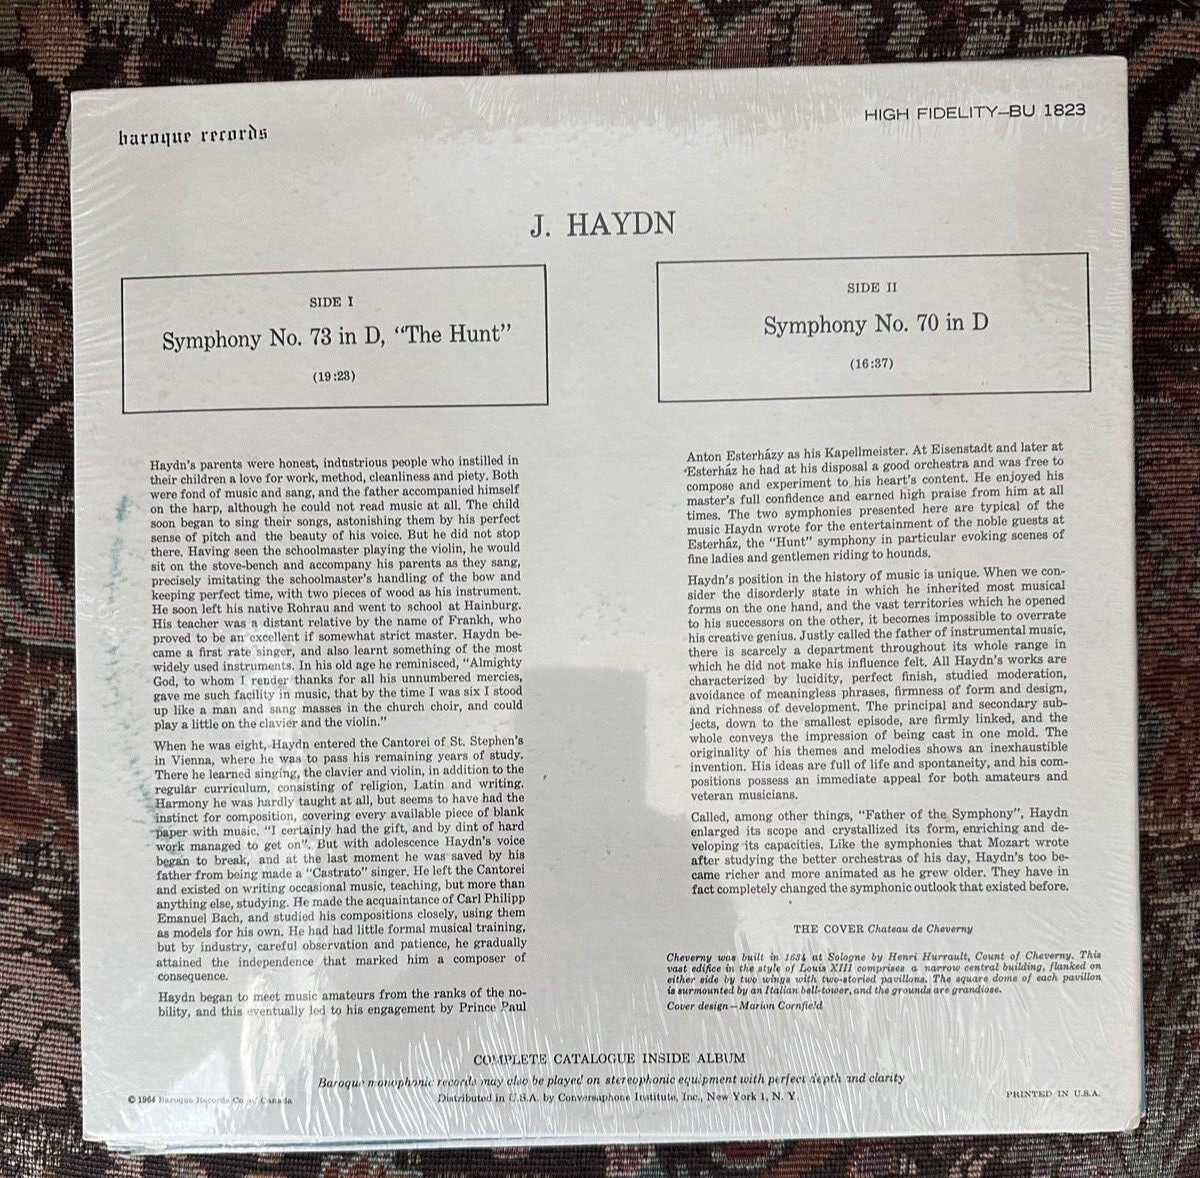 baroque records
HIGH FIDELITY—BU 1823
J. HAYDN
SIDE I
Symphony No. 73 in D, “The Hunt”
(19:23)
SIDE II
Symphony No. 70 in D
(16:37)
Haydn's parents were honest, industrious people who instilled in
their children a love for work, method, cleanliness and piety. Both
were fond of music and sang, and the father accompanied himself
on the harp, although he could not read music at all. The child
soon began to sing their songs, astonishing them by his perfect
sense of pitch and the beauty of his voice. But he did not stop
there. Having seen the schoolmaster playing the violin, he would
sit on the stove-bench and accompany his parents as they sang,
precisely imitating the schoolmaster's handling of the bow and
keeping perfect time, with two pieces of wood as his instrument.
He soon left his native Rohrau and went to school at Hainburg.
His teacher was a distant relative by the name of Frankh, who
proved to be an excellent if somewhat strict master. Haydn be-
came a first rate singer, and also learnt something of the most
widely used instruments. In his old age he reminisced, “Almighty
God, to whom I render thanks for all his unnumbered mercies,
gave me such facility in music, that by the time I was six I stood
up like a man and sang masses in the church choir, and could
play a little on the clavier and the violin.”
When he was eight, Haydn entered the Cantorei of St. Stephen's
in Vienna, where he was to pass his remaining years of study.
There he learned singing, the clavier and violin, in addition to the
regular curriculum, consisting of religion, Latin and writing.
Harmony he was hardly taught at all, but seems to have had the
instinct for composition, covering every available piece of blank
paper with music. “I certainly had the gift, and by dint of hard
work managed to get on”. But with adolescence Haydn's voice
began to break, and at the last moment he was saved by his
father from being made a “Castrato” singer. He left the Cantorei
and existed on writing occasional music, teaching, but more than
anything else, studying. He made the acquaintance of Carl Philipp
Emanuel Bach, and studied his compositions closely, using them
as models for his own. He had had little formal musical training,
but by industry, careful observation and patience, he gradually
attained the independence that marked him a composer of
consequence.
Haydn began to meet music amateurs from the ranks of the no-
bility, and this eventually led to his engagement by Prince Paul
Anton Esterházy as his Kapellmeister. At Eisenstadt and later at
Esterház he had at his disposal a good orchestra and was free to
compose and experiment to his heart's content. He enjoyed his
master's full confidence and earned high praise from him at all
times. The two symphonies presented here are typical of the
music Haydn wrote for the entertainment of the noble guests at
Esterház, the “Hunt” symphony in particular evoking scenes of
fine ladies and gentlemen riding to hounds.
Haydn's position in the history of music is unique. When we con-
sider the disorderly state in which he inherited most musical
forms on the one hand, and the vast territories which he opened
to his successors on the other, it becomes impossible to overrate
his creative genius. Justly called the father of instrumental music,
there is scarcely a department throughout its whole range in
which he did not make his influence felt. All Haydn's works are
characterized by lucidity, perfect finish, studied moderation,
avoidance of meaningless phrases, firmness of form and design,
and richness of development. The principal and secondary sub-
jects, down to the smallest episode, are firmly linked, and the
whole conveys the impression of being cast in one mold. The
originality of his themes and melodies shows an inexhaustible
invention. His ideas are full of life and spontaneity, and his com-
positions possess an immediate appeal for both amateurs and
veteran musicians.
Called, among other things, “Father of the Symphony”, Haydn
enlarged its scope and crystallized its form, enriching and de-
veloping its capacities. Like the symphonies that Mozart wrote
after studying the better orchestras of his day, Haydn's too be-
came richer and more animated as he grew older. They have in
fact completely changed the symphonic outlook that existed before.
THE COVER Chateau de Cheverny
Cheverny was built in 1634 at Sologne by Henri Hurrault, Count of Cheverny. This
vast edifice in the style of Louis XIII comprises a narrow central building, flanked on
either side by two wings with two-storied pavillons. The square dome of each pavillon
is surmounted by an Italian bell-tower, and the grounds are grandiose.
Cover design—Marion Cornfield
COMPLETE CATALOGUE INSIDE ALBUM
Baroque monophonic records may also be played on stereophonic equipment with perfect depth and clarity
© 1964 Baroque Records Co. of Canada
Distributed in U.S.A. by Conversaphone Institute, Inc., New York 1, N. Y.
PRINTED IN U.S.A.